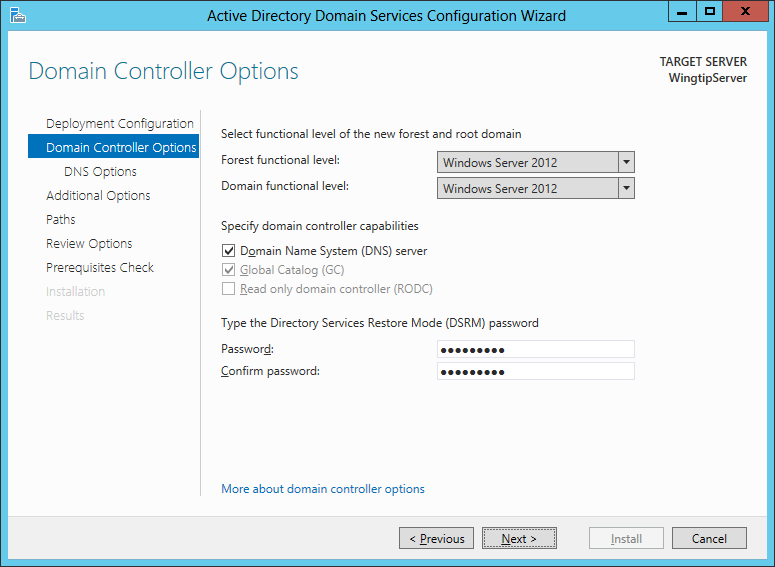 Active Directory Domain Services Configuration Wizard
Domain Controller Options
TARGET SERVER
WingtipServer
Deployment Configuration
Domain Controller Options
DNS Options
Additional Options
Paths
Review Options
Prerequisites Check
Installation
Results
Select functional level of the new forest and root domain
Forest functional level: Windows Server 2012
Domain functional level: Windows Server 2012
Specify domain controller capabilities
Domain Name System (DNS) server
Global Catalog (GC)
Read only domain controller (RODC)
Type the Directory Services Restore Mode (DSRM) password
Password: ●●●●●●●●●
Confirm password: ●●●●●●●●●
More about domain controller options
< Previous Next > Install Cancel